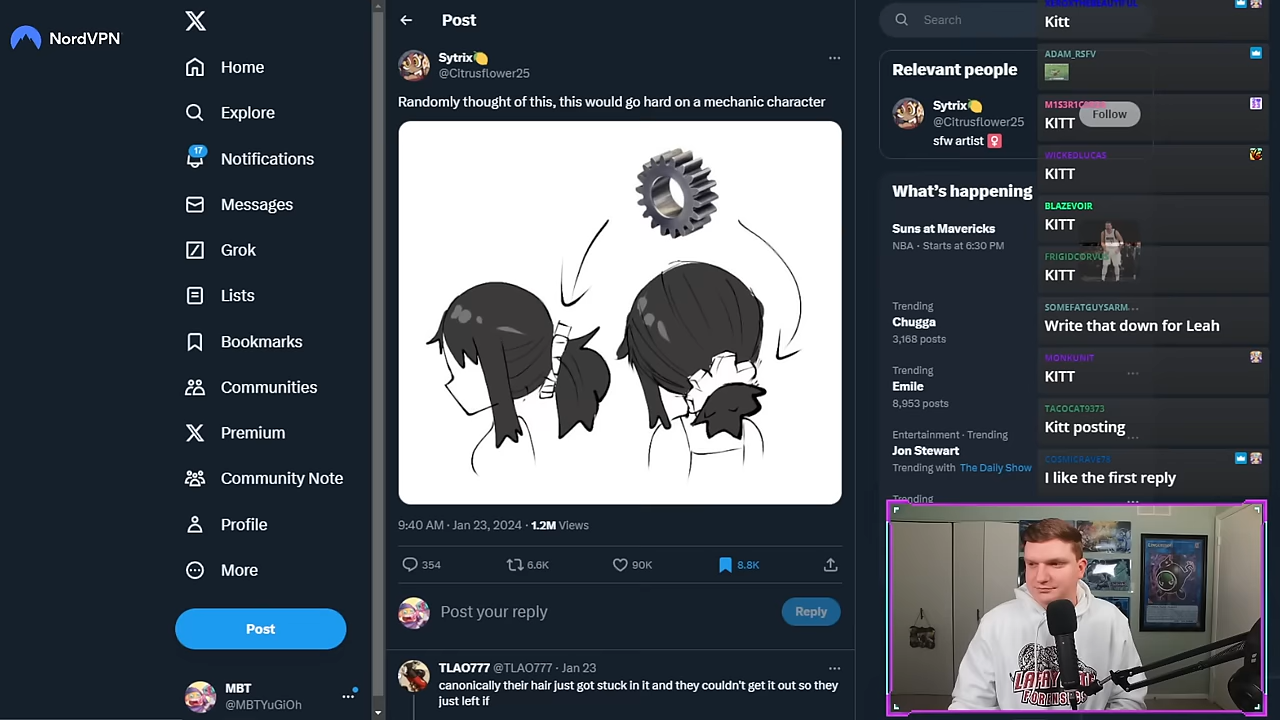 NordVPN
Home
Explore
17
Notifications
Messages
Grok
Lists
Bookmarks
Communities
Premium
Community Note
Profile
More
Post
MBT
@MBTYuGiOh
Post
Sytrix🍋
@Citrusflower25
Randomly thought of this, this would go hard on a mechanic character
9:40 AM · Jan 23, 2024 · 1.2M Views
354
6.6K
90K
8.8K
Post your reply
Reply
TLAO777 @TLAO777 · Jan 23
canonically their hair just got stuck in it and they couldn't get it out so they
just left if
Search
Relevant people
Sytrix🍋
@Citrusflower25
Follow
sfw artist
What's happening
Suns at Mavericks
NBA · Starts at 6:30 PM
Trending
Chugga
3,168 posts
Trending
Emile
8,953 posts
Entertainment · Trending
Jon Stewart
Trending with The Daily Show
Trending
Kitt
ADAM_RSFV
KITT
WICKEDLUCAS
KITT
BLAZEVOIR
KITT
FRIGIDCORVUS
KITT
SOMEFATGUYSARM...
Write that down for Leah
MONKUNIT
KITT
TACOCAT9373
Kitt posting
I like the first reply